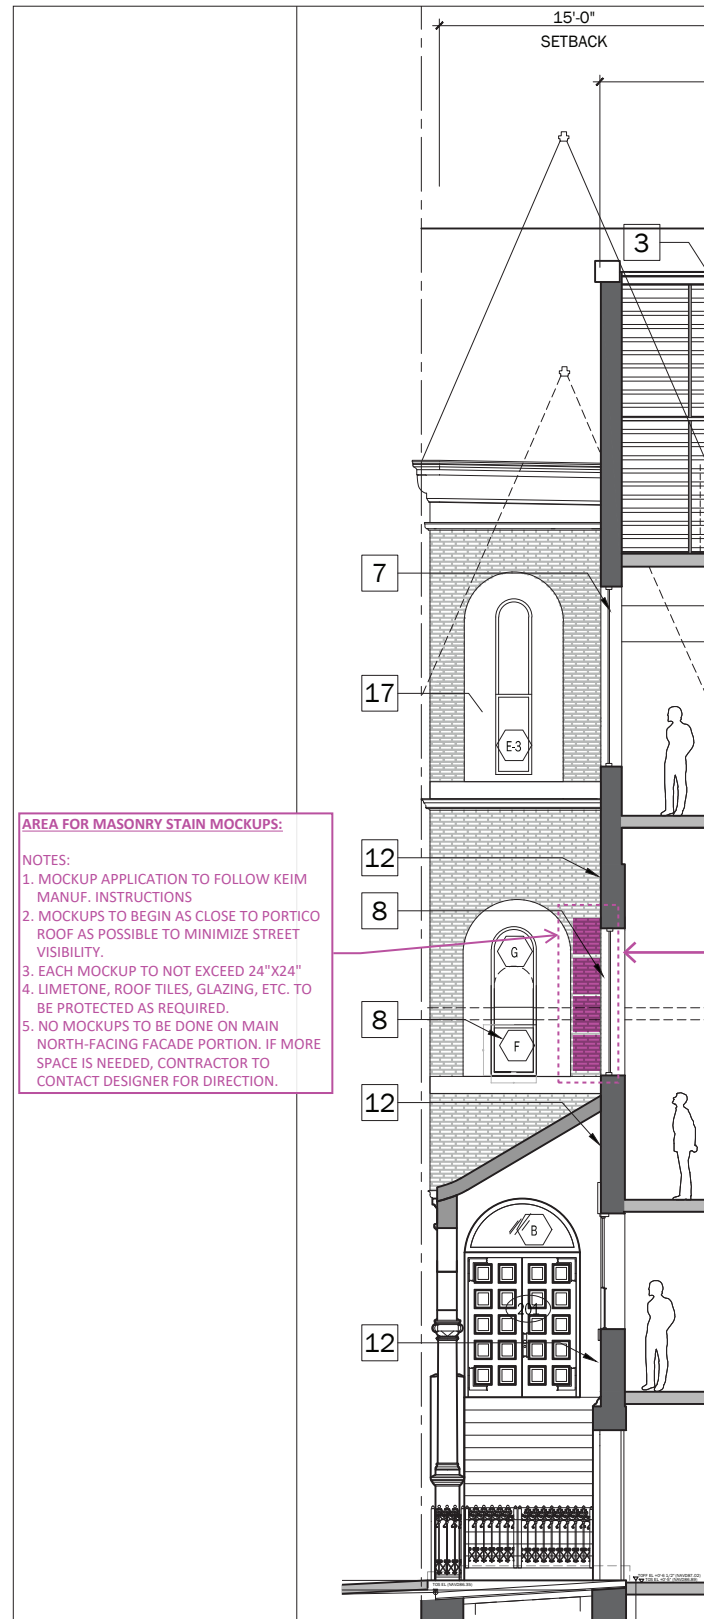 15'-0"
SETBACK
3
7
17
E-3
AREA FOR MASONRY STAIN MOCKUPS:
NOTES:
1. MOCKUP APPLICATION TO FOLLOW KEIM
MANUF. INSTRUCTIONS
2. MOCKUPS TO BEGIN AS CLOSE TO PORTICO
ROOF AS POSSIBLE TO MINIMIZE STREET
VISIBILITY.
3. EACH MOCKUP TO NOT EXCEED 24"X24"
4. LIMETONE, ROOF TILES, GLAZING, ETC. TO
BE PROTECTED AS REQUIRED.
5. NO MOCKUPS TO BE DONE ON MAIN
NORTH-FACING FACADE PORTION. IF MORE
SPACE IS NEEDED, CONTRACTOR TO
CONTACT DESIGNER FOR DIRECTION.
12
8
G
8
F
12
B
201
12